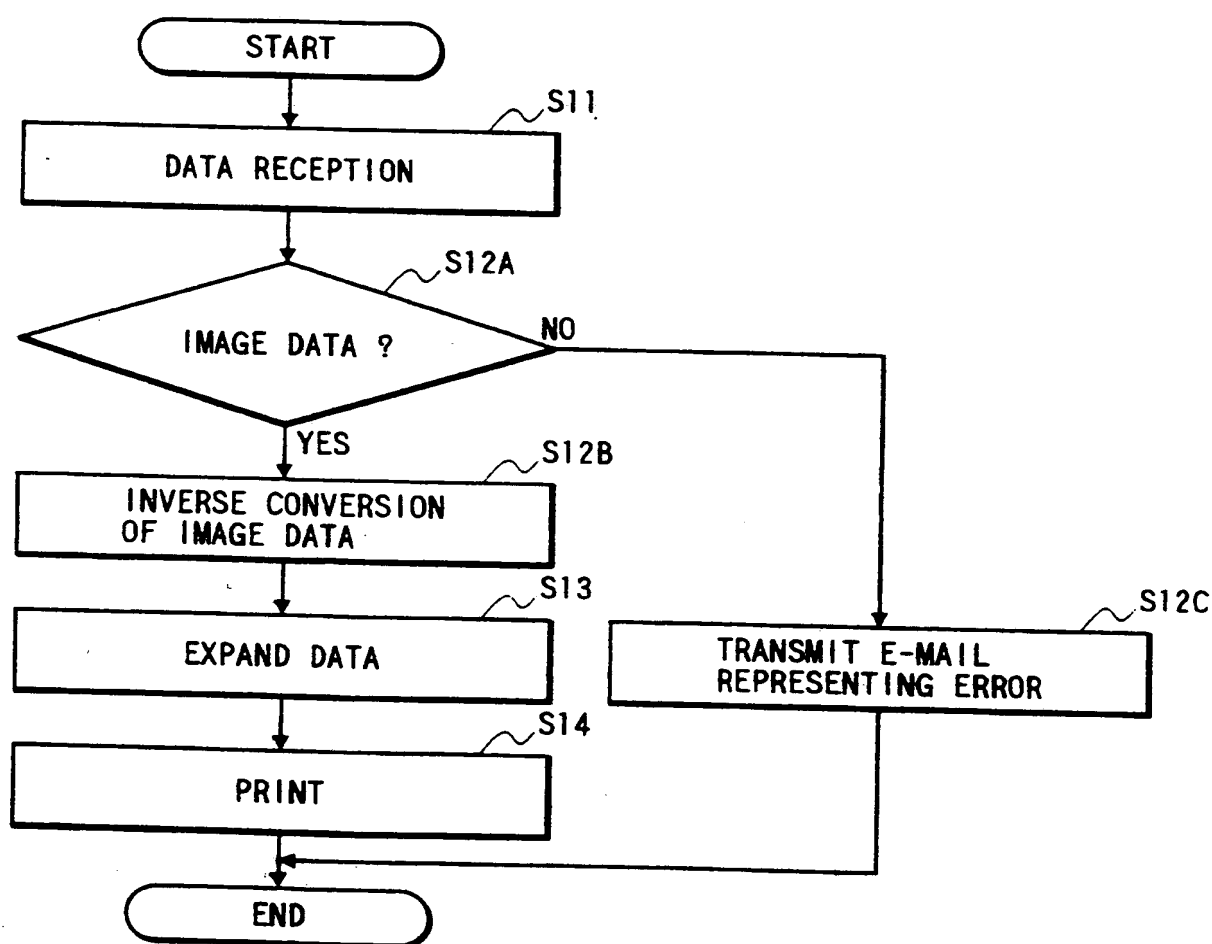 START
S11
DATA RECEPTION
S12A
IMAGE DATA ?
NO
YES
S12B
INVERSE CONVERSION
OF IMAGE DATA
S13
EXPAND DATA
S12C
TRANSMIT E-MAIL
REPRESENTING ERROR
S14
PRINT
END